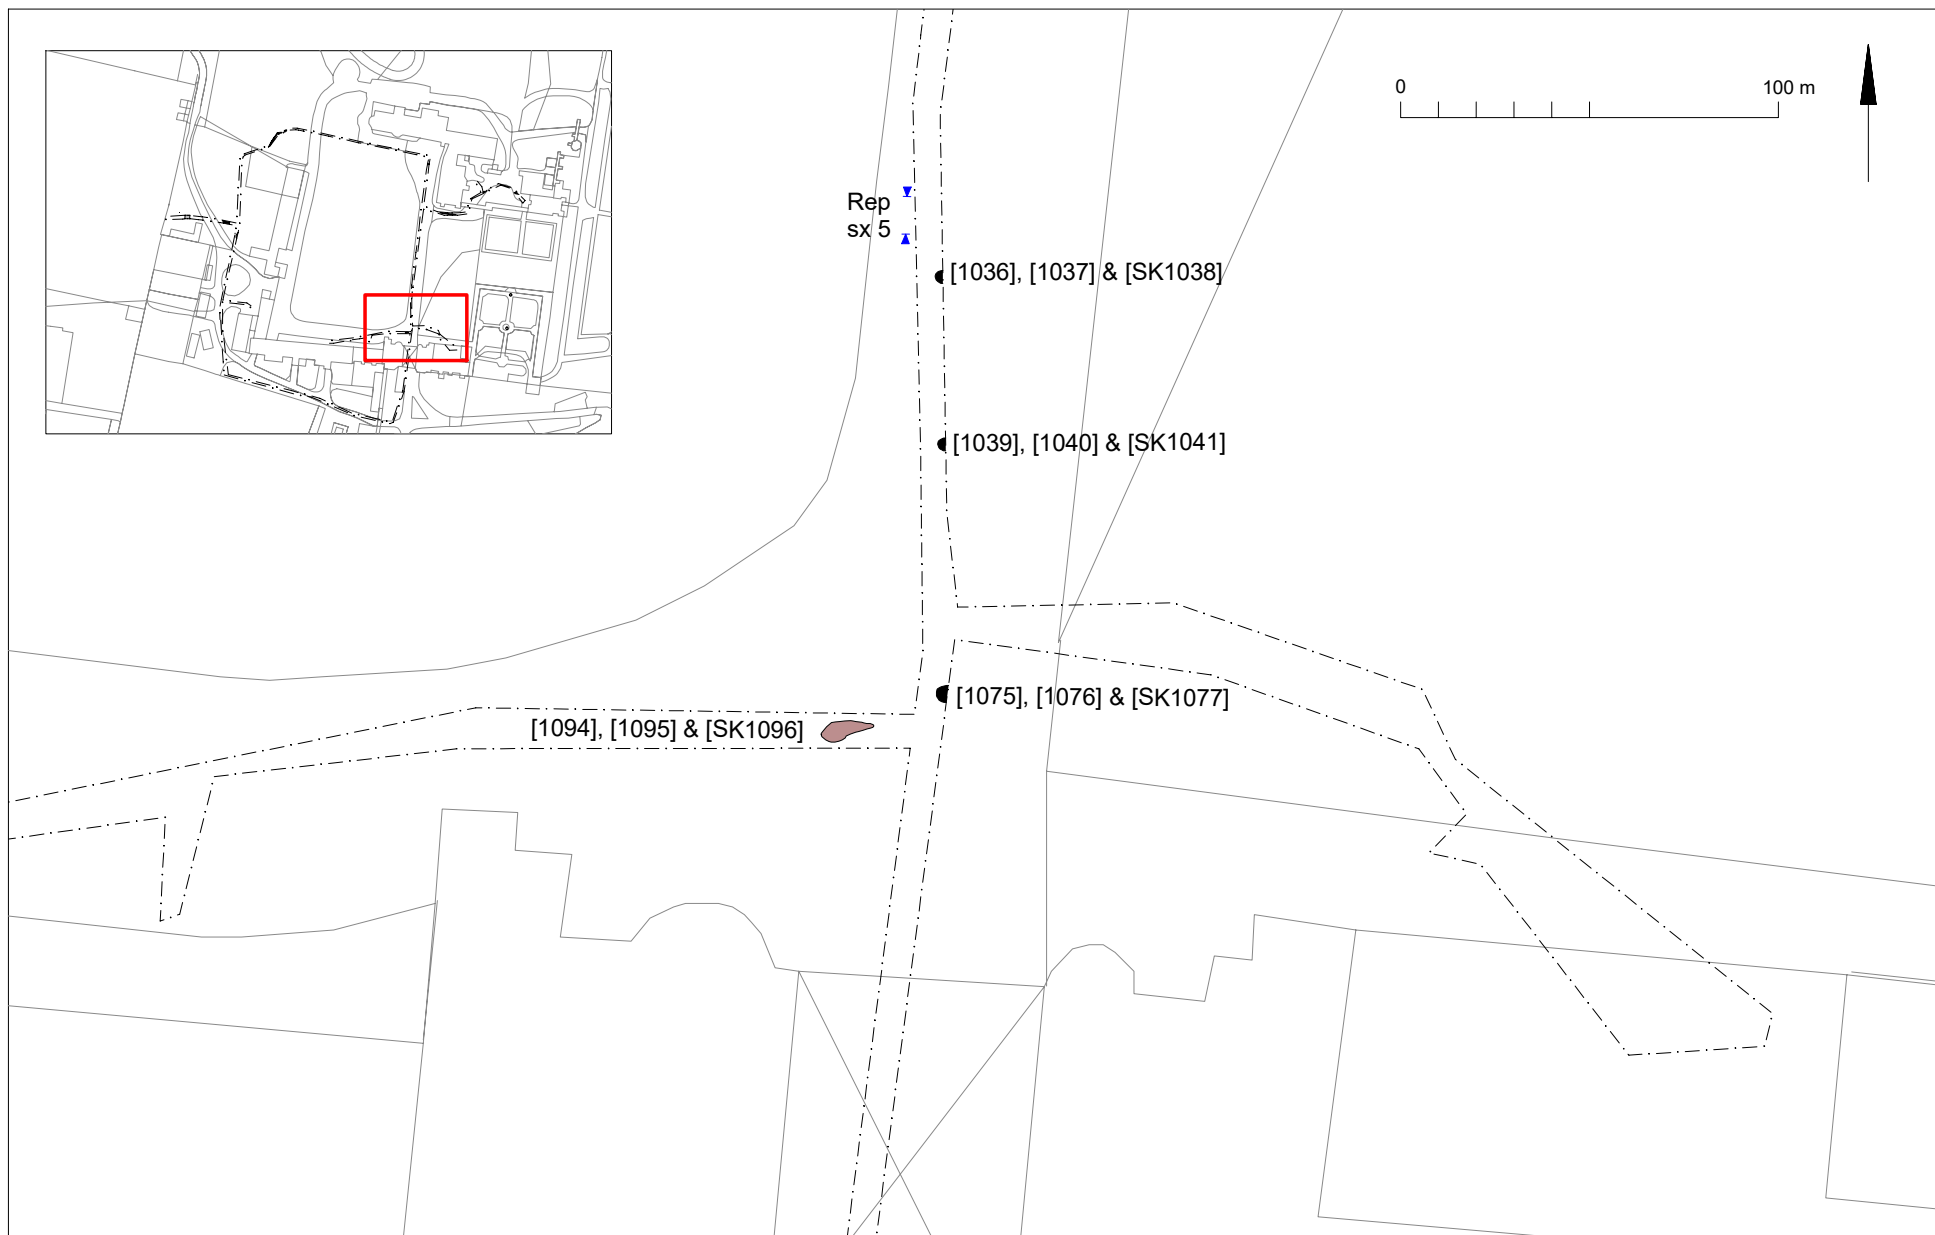 0
100 m
Rep
sx 5
[1036], [1037] & [SK1038]
[1039], [1040] & [SK1041]
[1075], [1076] & [SK1077]
[1094], [1095] & [SK1096]